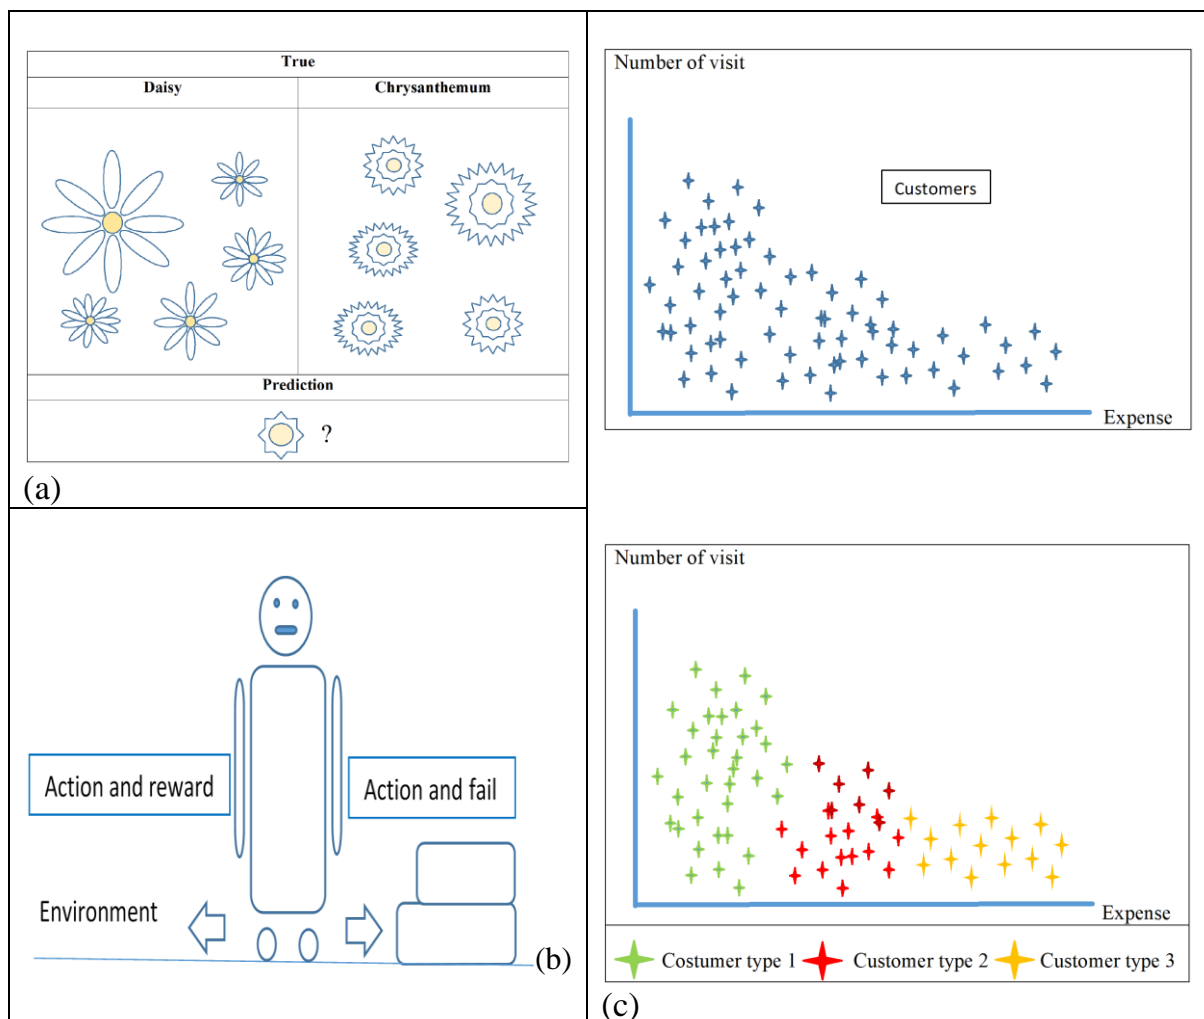 True
Daisy
Chrysanthemum
Prediction
?
(a)
Action and reward
Action and fail
Environment
(b)
Number of visit
Customers
Expense
Number of visit
Expense
Costumer type 1
Customer type 2
Customer type 3
(c)